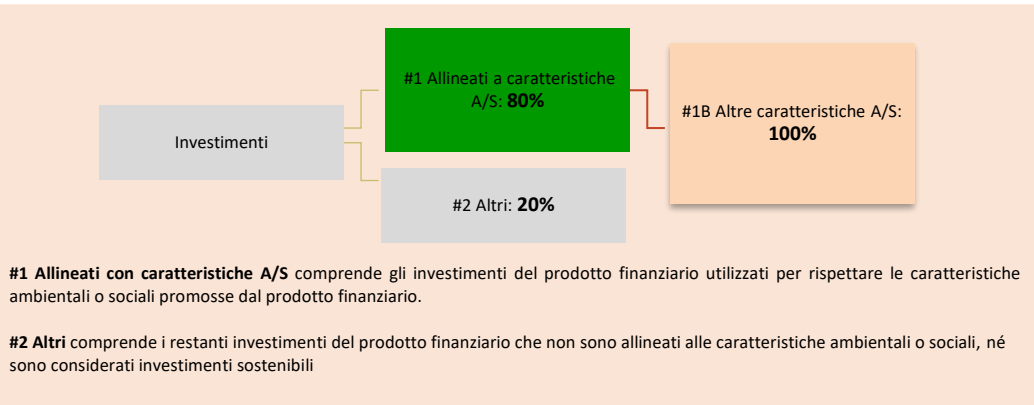 #1 Allineati a caratteristiche
A/S: 80%
#1B Altre caratteristiche A/S:
100%
Investimenti
#2 Altri: 20%
#1 Allineati con caratteristiche A/S comprende gli investimenti del prodotto finanziario utilizzati per rispettare le caratteristiche
ambientali o sociali promosse dal prodotto finanziario.
#2 Altri comprende i restanti investimenti del prodotto finanziario che non sono allineati alle caratteristiche ambientali o sociali, né
sono considerati investimenti sostenibili